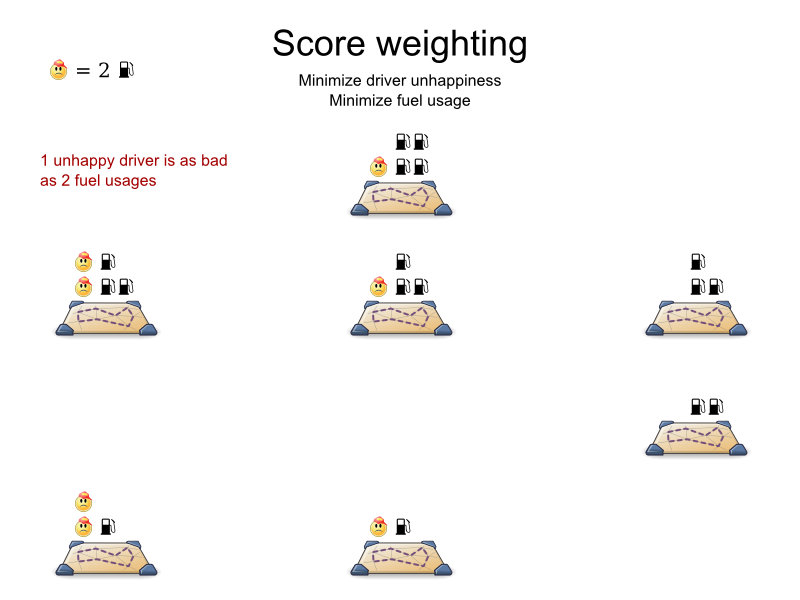 Score weighting
= 2
Minimize driver unhappiness
Minimize fuel usage
1 unhappy driver is as bad
as 2 fuel usages